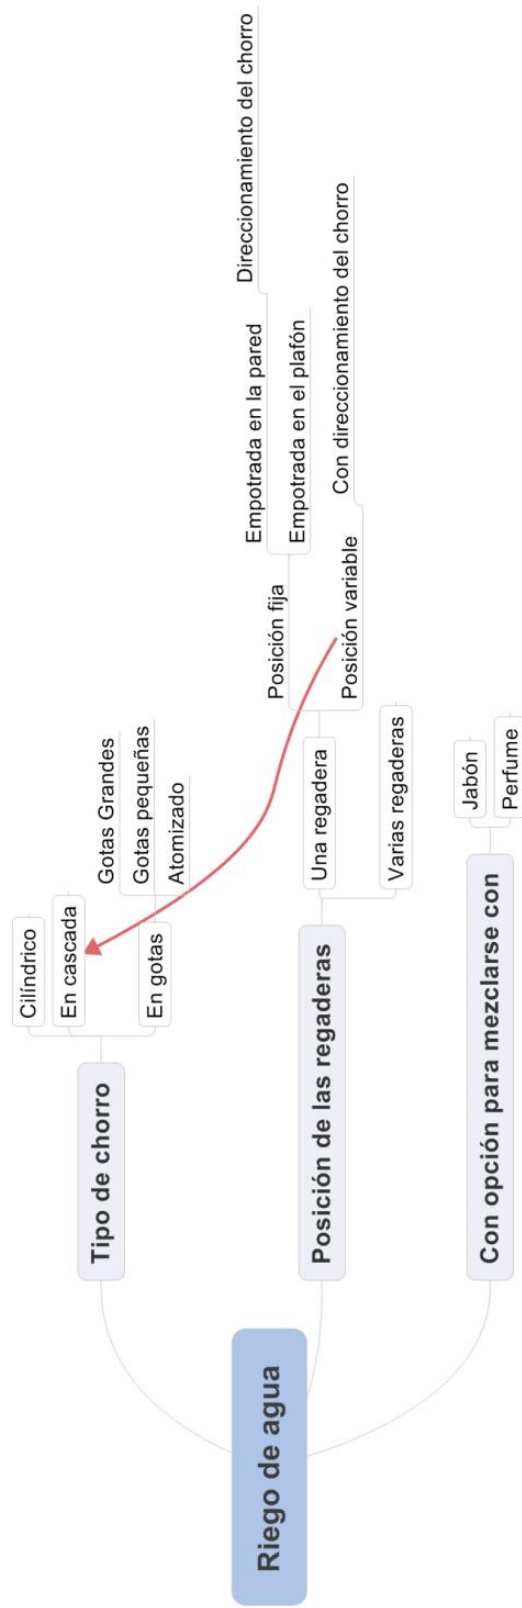 Riego de agua
Tipo de chorro
Cilíndrico
En cascada
En gotas
Gotas Grandes
Gotas pequeñas
Atomizado
Posición de las regaderas
Una regadera
Posición fija
Empotrada en la pared
Direccionamiento del chorro
Empotrada en el plafón
Posición variable
Con direccionamiento del chorro
Varias regaderas
Con opción para mezclarse con
Jabón
Perfume